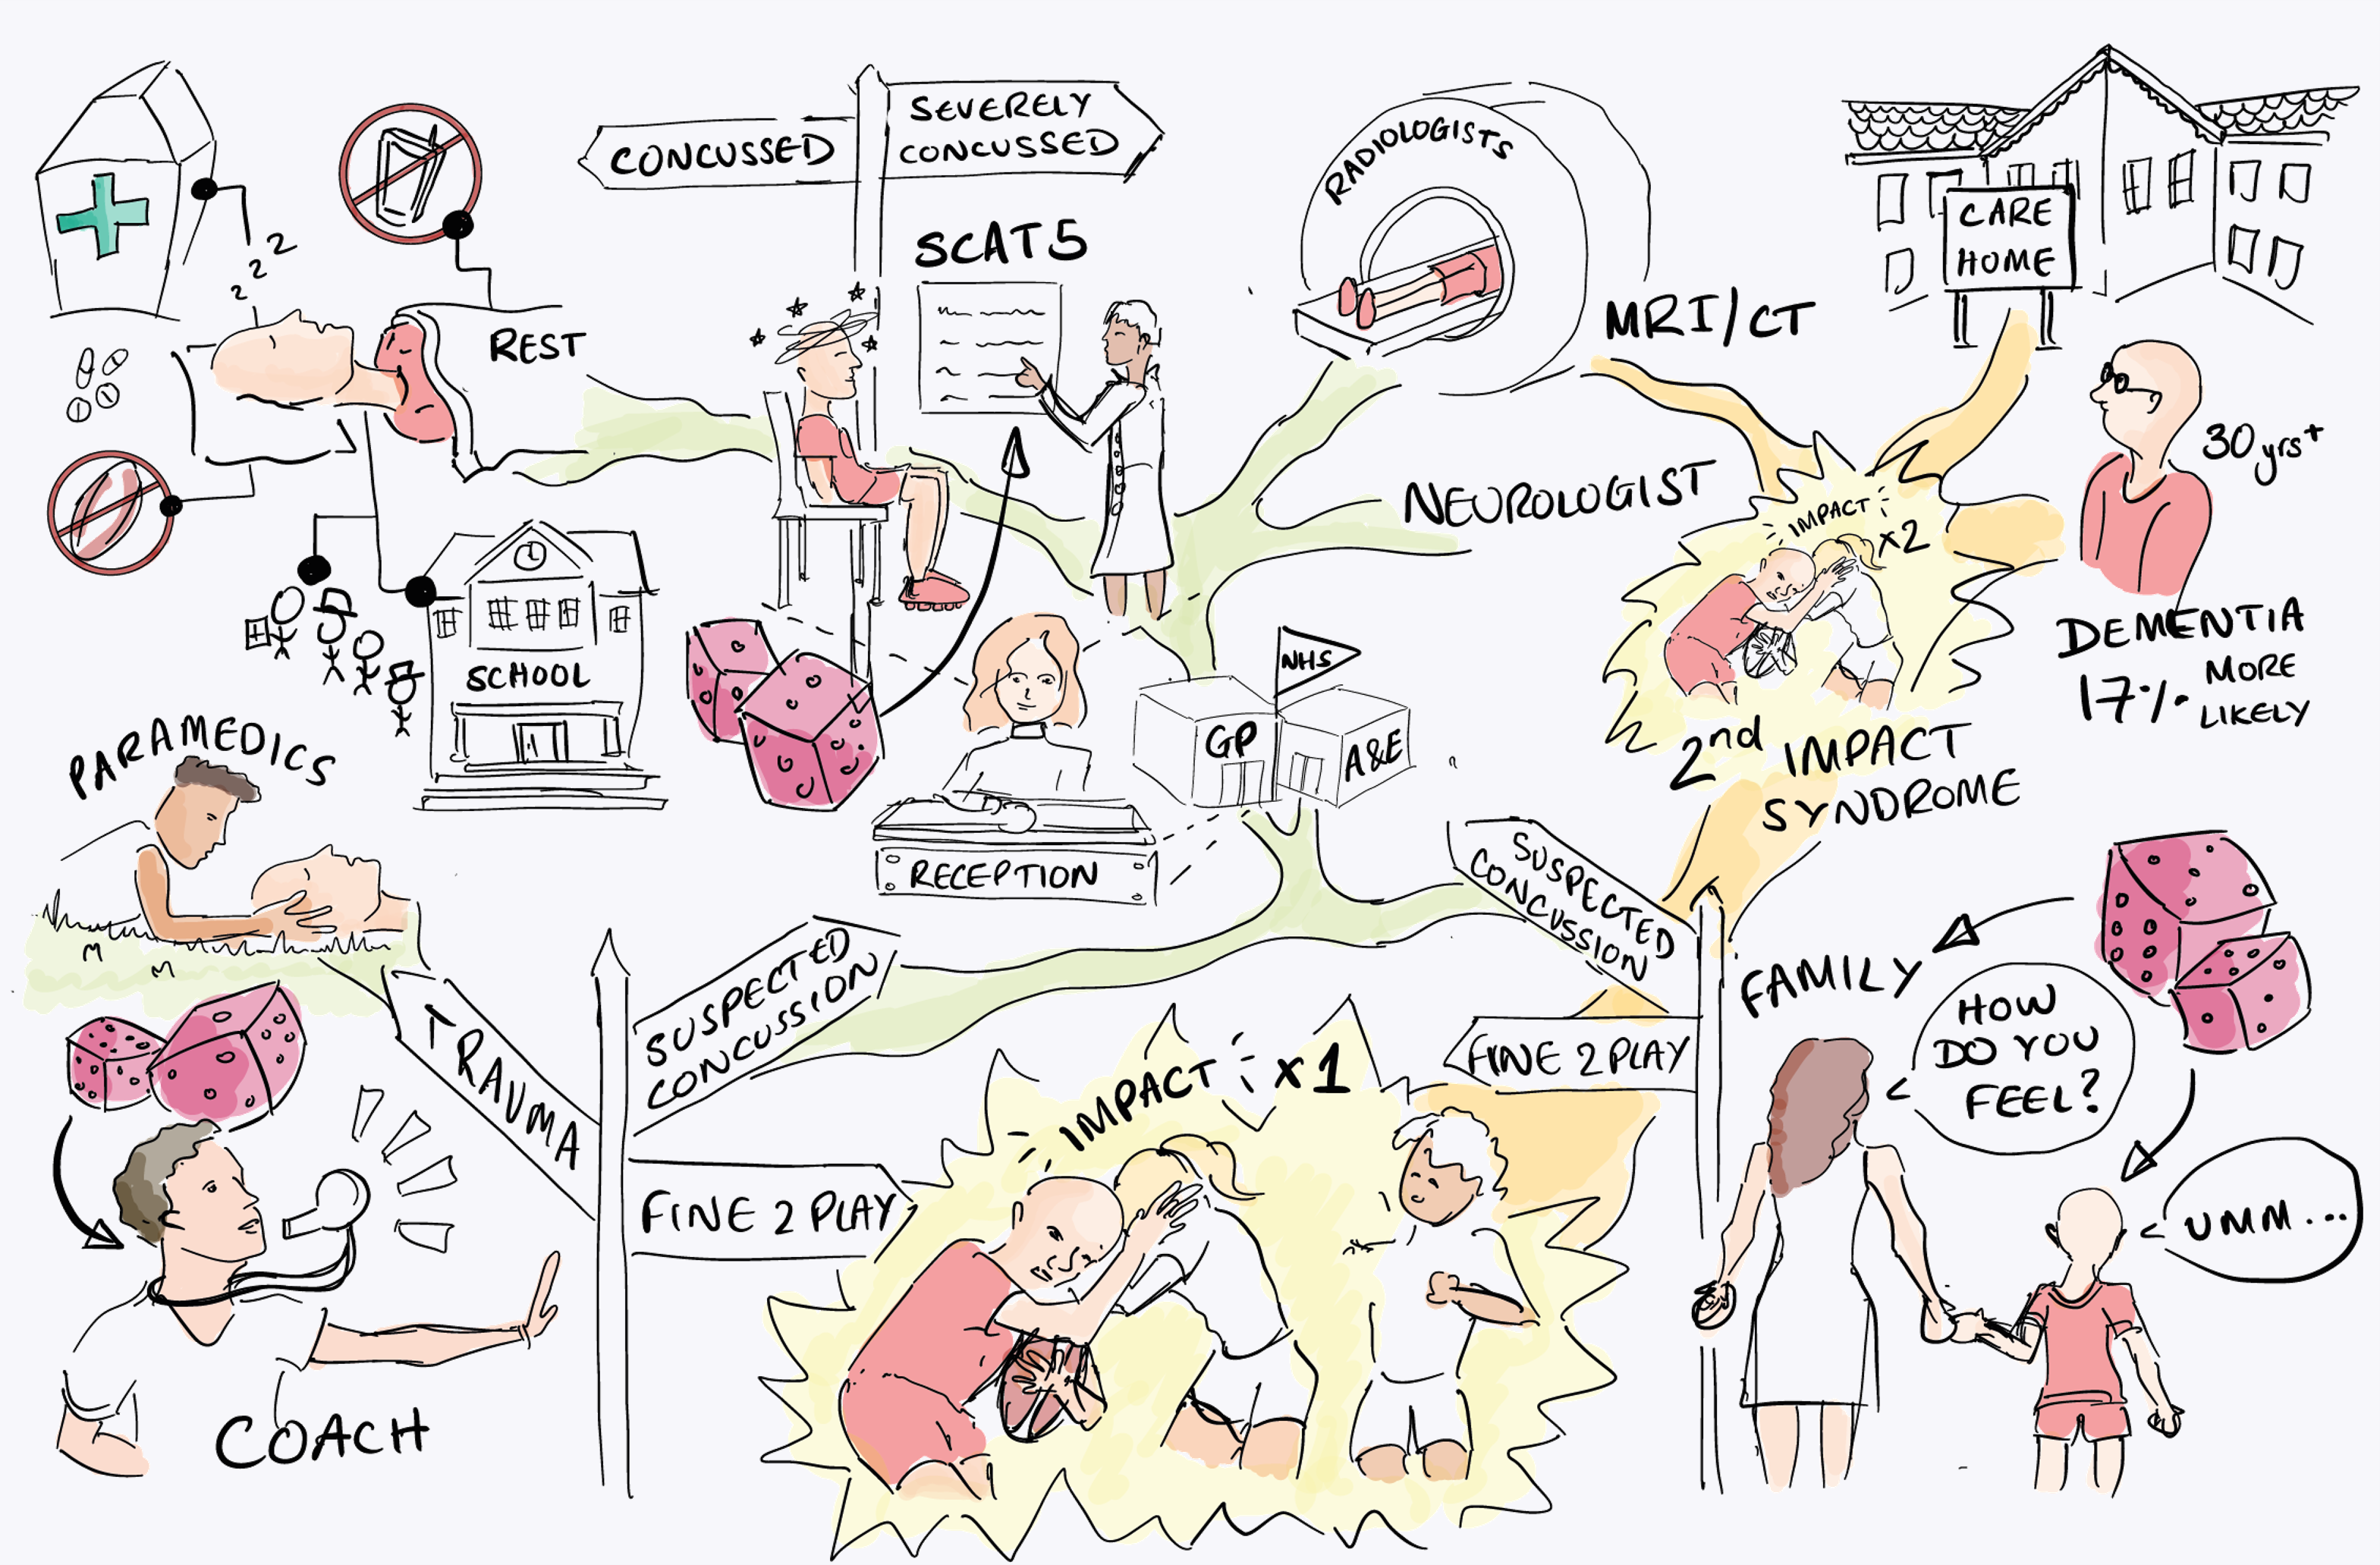 CONCUSSED
SEVERELY
CONCUSSED
SCAT5
REST
zzz
RADIOLOGISTS
MRI/CT
CARE
HOME
30yrs+
NEUROLOGIST
IMPACT
x2
DEMENTIA
17% MORE
LIKELY
2nd IMPACT
SYNDROME
SCHOOL
PARAMEDICS
NHS
GP
A&E
RECEPTION
SUSPECTED
CONCUSSION
SUSPECTED
CONCUSSION
TRAUMA
FINE 2 PLAY
FINE 2 PLAY
IMPACT x1
FAMILY
HOW
DO YOU
FEEL?
UMM...
COACH